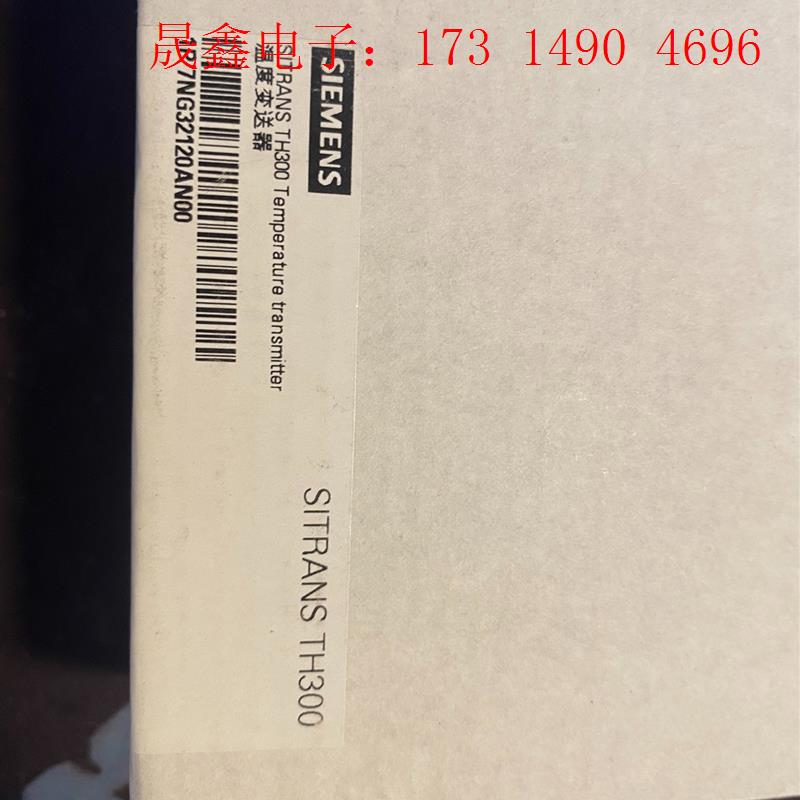 晟鑫电子：173 1490 4696
SIEMENS
SITRANS TH300 Temperature transmitter
温度变送器
1P7NG32120AN00
SITRANS TH300